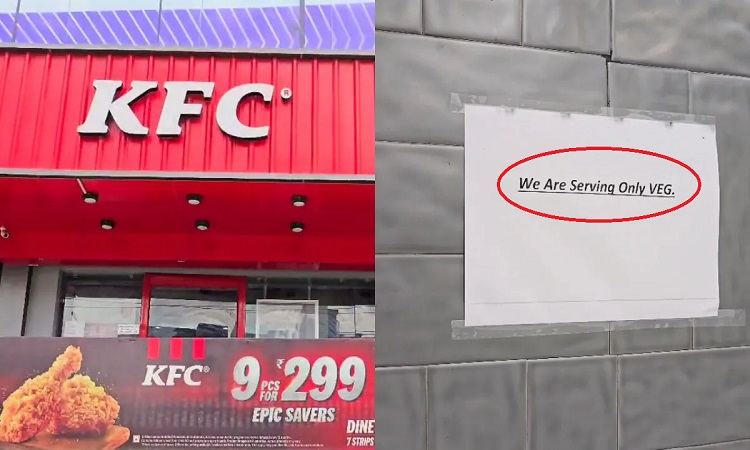 KFC®
KFC®
9 PCS FOR ₹299
EPIC SAVERS
DINE
7 STRIPS
We Are Serving Only VEG.